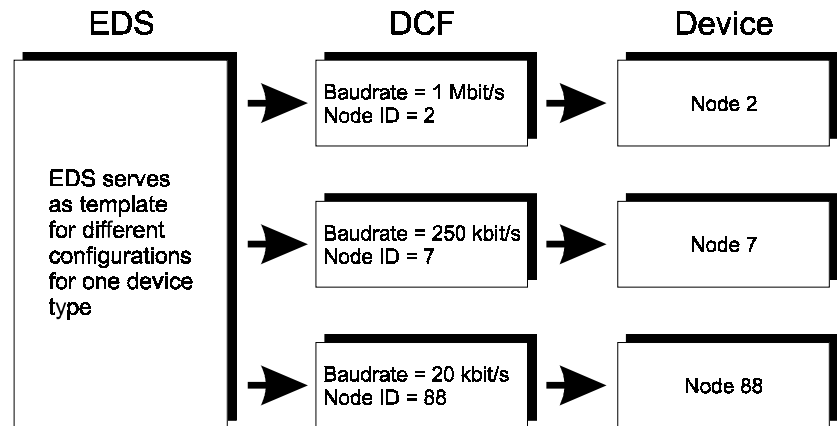 EDS
DCF
Device
EDS serves
as template
for different
configurations
for one device
type
Baudrate = 1 Mbit/s
Node ID = 2
Node 2
Baudrate = 250 kbit/s
Node ID = 7
Node 7
Baudrate = 20 kbit/s
Node ID = 88
Node 88